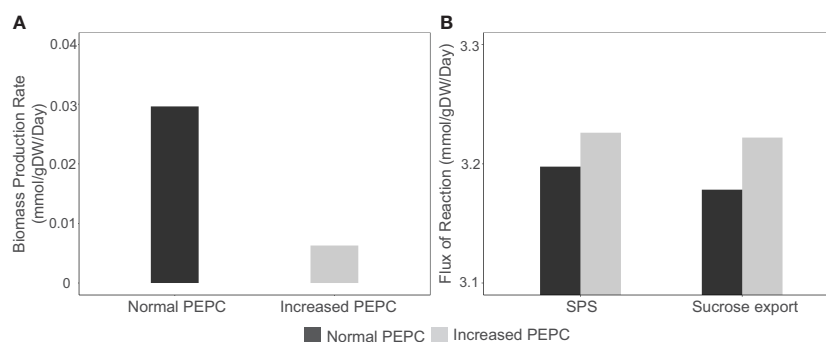 A
B
Biomass Production Rate
(mmol/gDW/Day)
0.04
0.03
0.02
0.01
0
Normal PEPC
Increased PEPC
Flux of Reaction (mmol/gDW/Day)
3.3
3.2
3.1
SPS
Sucrose export
Normal PEPC
Increased PEPC